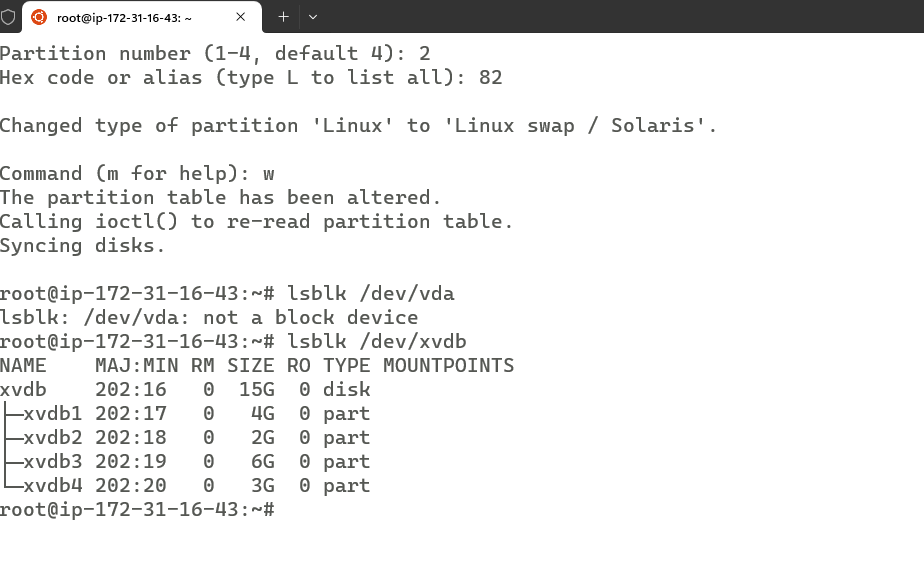 root@ip-172-31-16-43: ~
Partition number (1-4, default 4): 2
Hex code or alias (type L to list all): 82
Changed type of partition 'Linux' to 'Linux swap / Solaris'.
Command (m for help): w
The partition table has been altered.
Calling ioctl() to re-read partition table.
Syncing disks.
root@ip-172-31-16-43:~# lsblk /dev/vda
lsblk: /dev/vda: not a block device
root@ip-172-31-16-43:~# lsblk /dev/xvdb
NAME    MAJ:MIN RM SIZE RO TYPE MOUNTPOINTS
xvdb    202:16   0  15G  0 disk
├─xvdb1 202:17   0   4G  0 part
├─xvdb2 202:18   0   2G  0 part
├─xvdb3 202:19   0   6G  0 part
└─xvdb4 202:20   0   3G  0 part
root@ip-172-31-16-43:~#